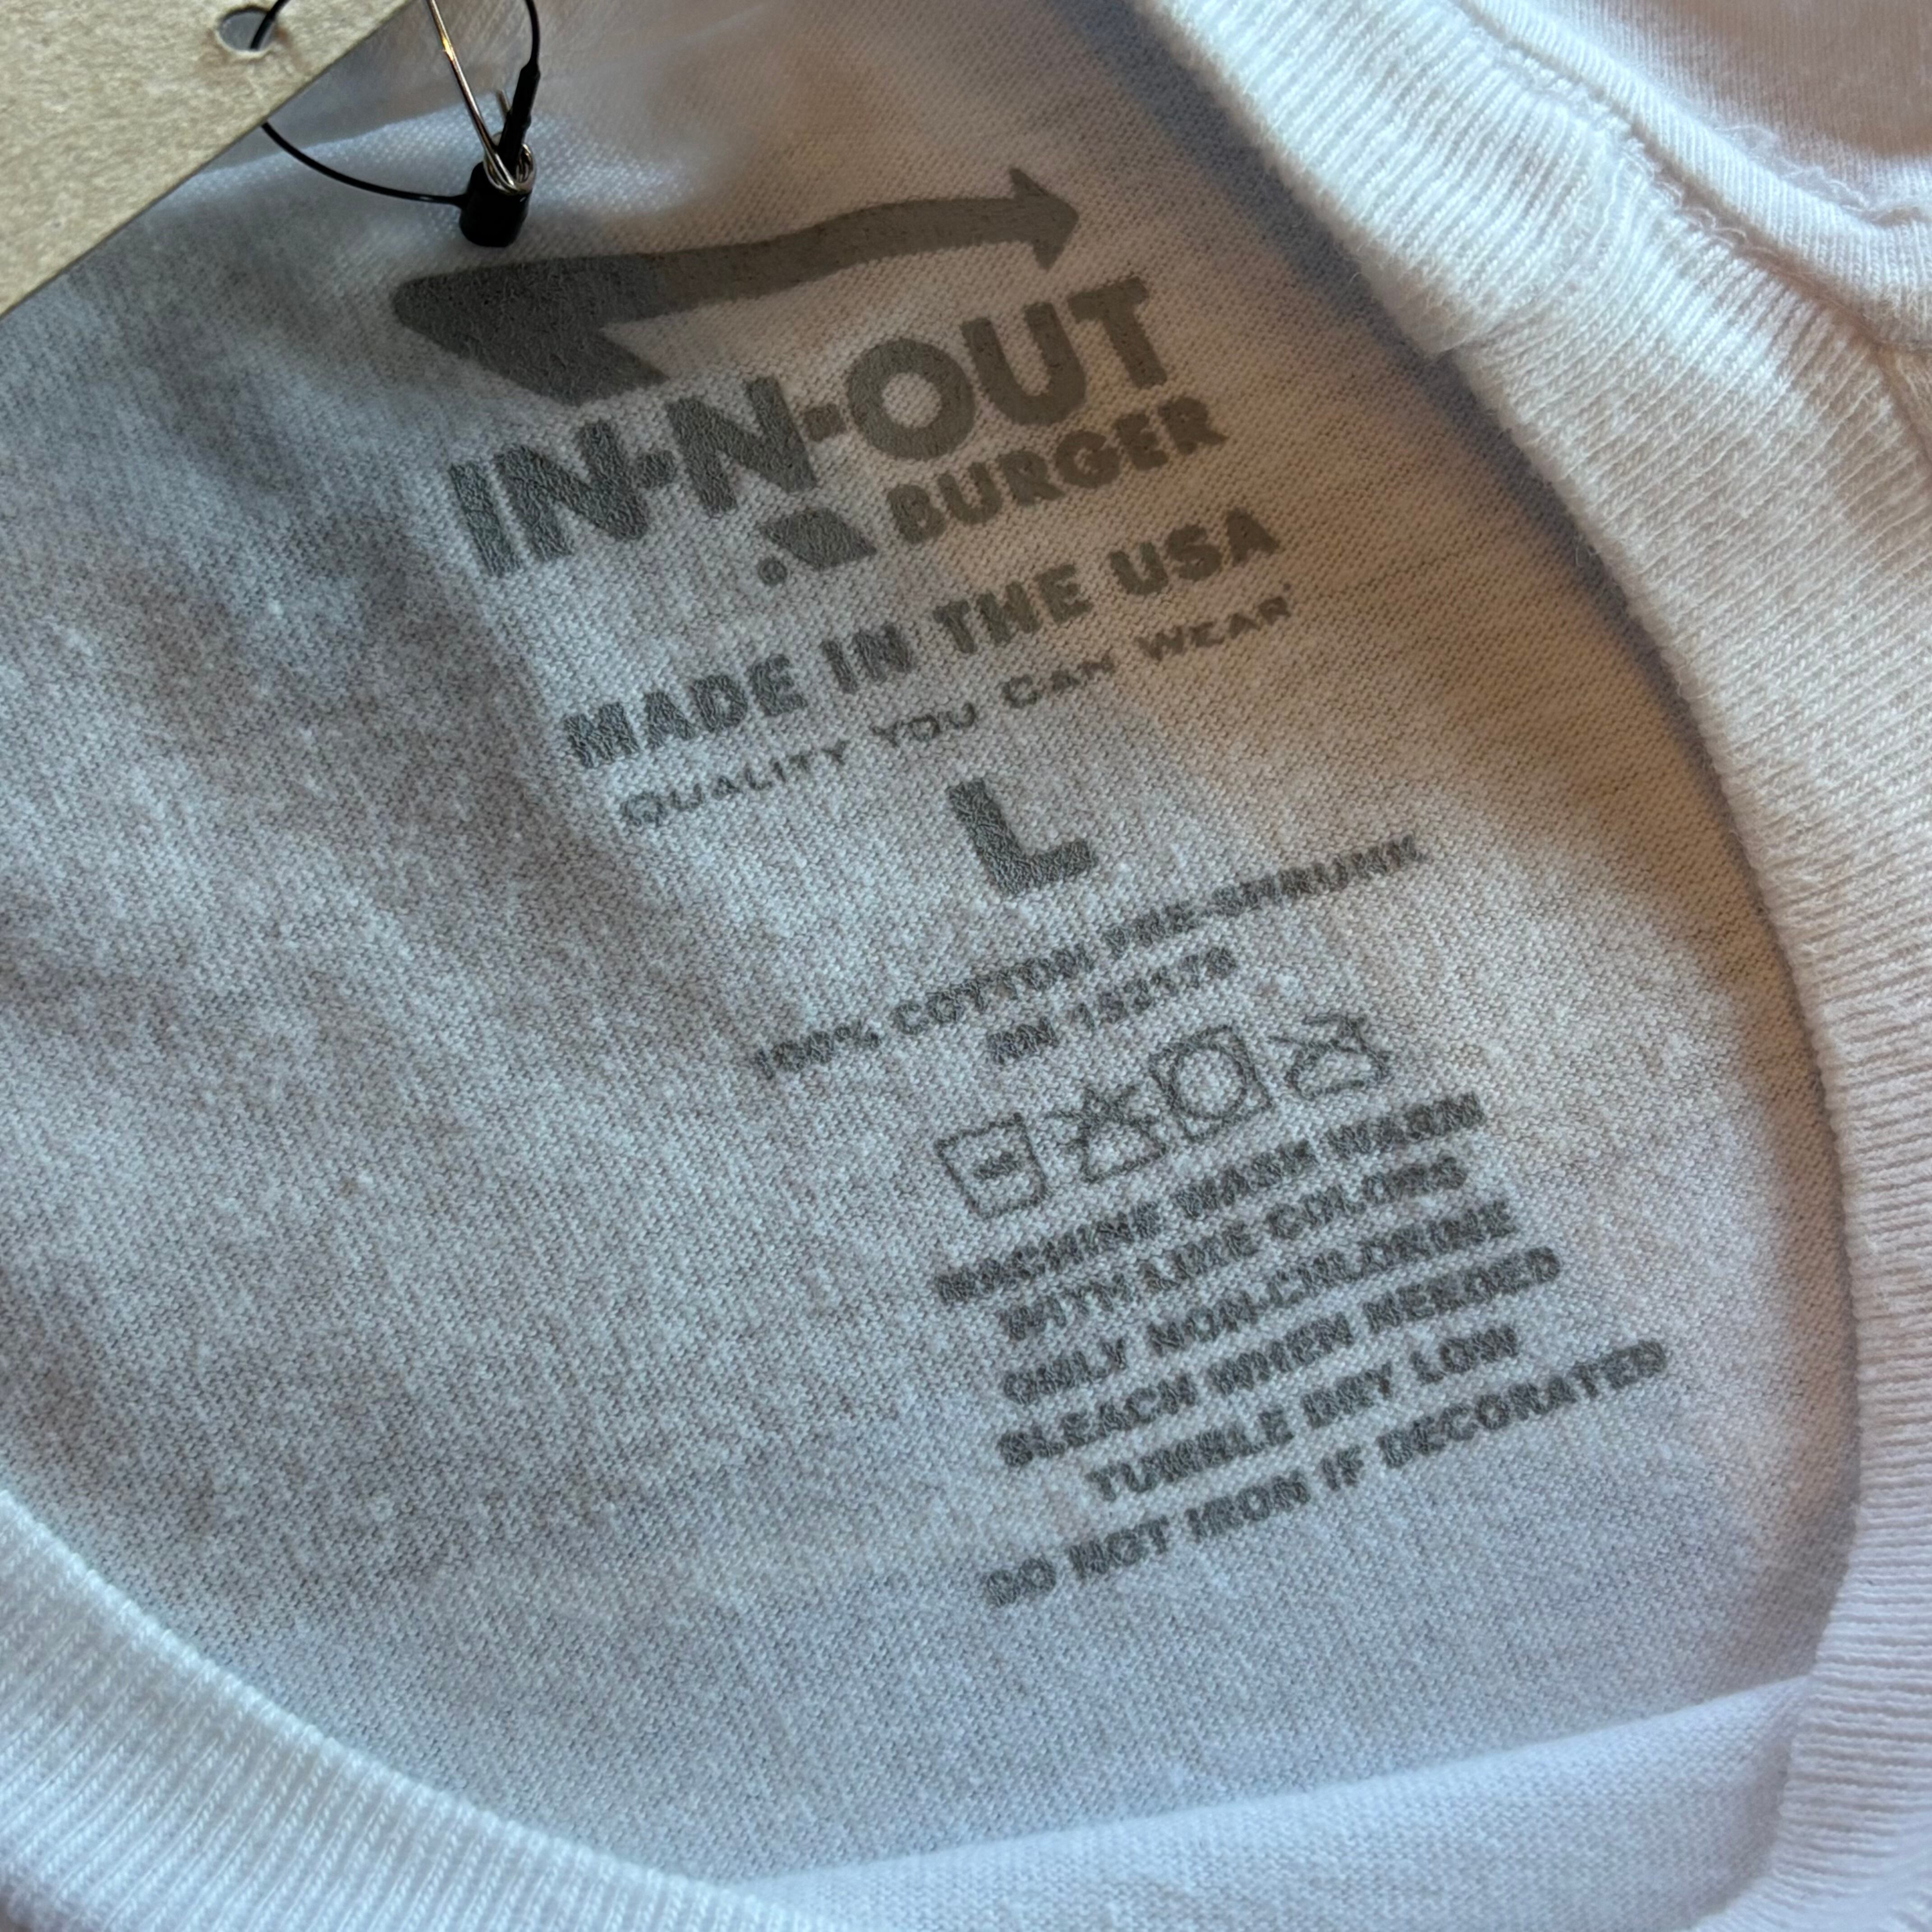 IN-N-OUT
BURGER
MADE IN THE USA
QUALITY YOU CAN WEAR
L
100% COTTON PRE-SHRUNK
RN
MACHINE WASH WARM
WITH LIKE COLORS
ONLY NON-CHLORINE
BLEACH WHEN NEEDED
TUMBLE DRY LOW
DO NOT IRON IF DECORATED